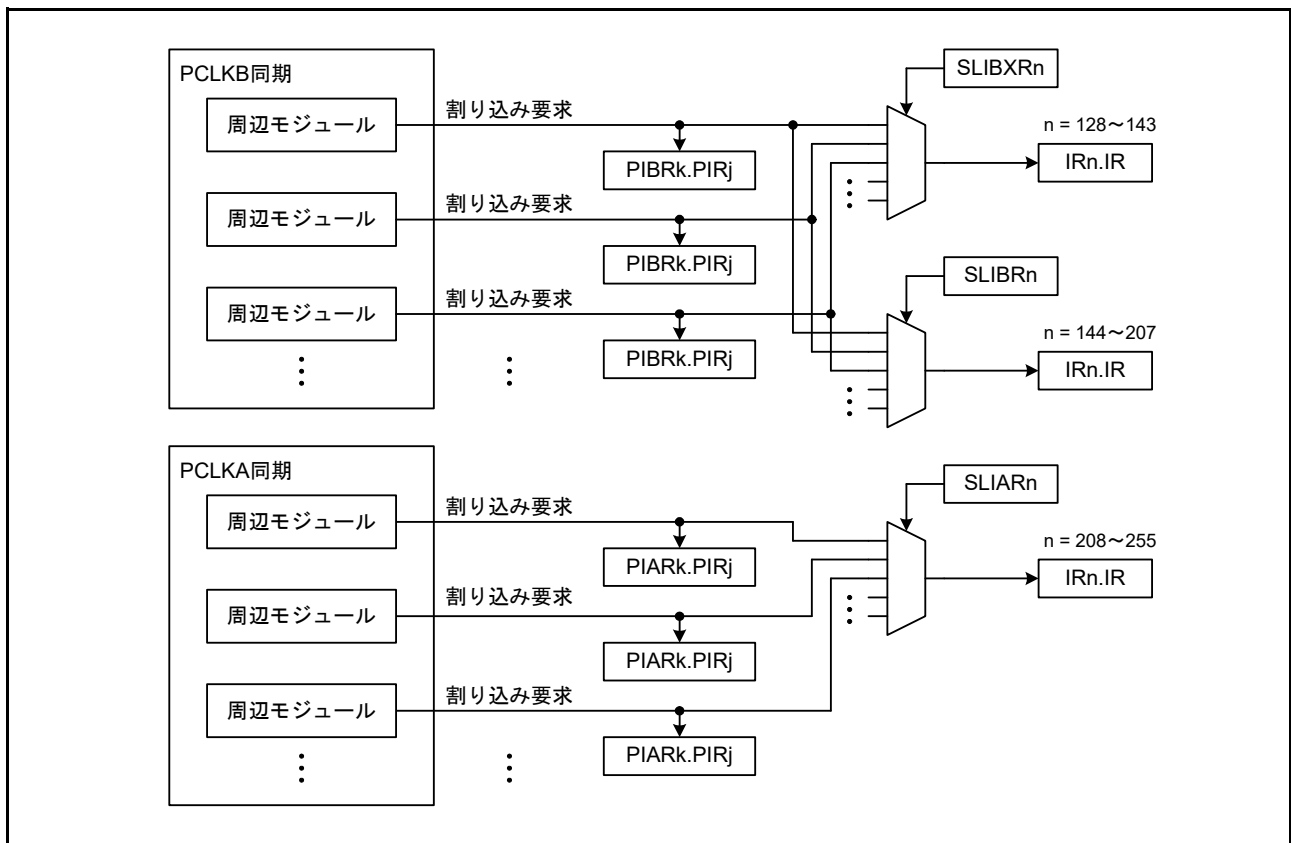 PCLKB同期
SLIBXRn
周辺モジュール
割り込み要求
n = 128～143
PIBRk.PIRj
IRn.IR
周辺モジュール
割り込み要求
PIBRk.PIRj
SLIBRn
周辺モジュール
割り込み要求
n = 144～207
PIBRk.PIRj
IRn.IR
PCLKA同期
SLIARn
周辺モジュール
割り込み要求
n = 208～255
PIARk.PIRj
IRn.IR
周辺モジュール
割り込み要求
PIARk.PIRj
周辺モジュール
割り込み要求
PIARk.PIRj